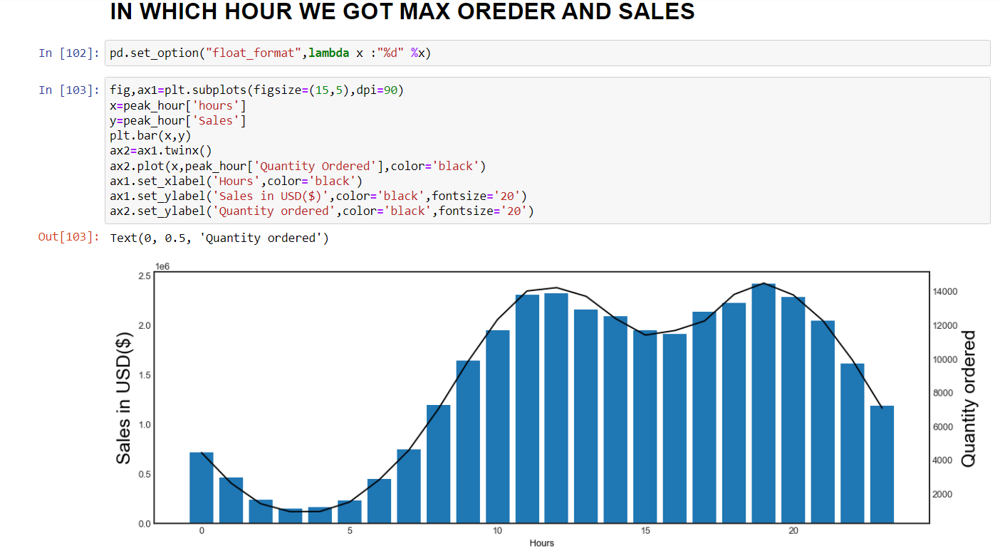 IN WHICH HOUR WE GOT MAX OREDER AND SALES
In [102]: pd.set_option("float_format",lambda x :"%d" %x)
In [103]: fig,ax1=plt.subplots(figsize=(15,5),dpi=90)
x=peak_hour['hours']
y=peak_hour['Sales']
plt.bar(x,y)
ax2=ax1.twinx()
ax2.plot(x,peak_hour['Quantity Ordered'],color='black')
ax1.set_xlabel('Hours',color='black')
ax1.set_ylabel('Sales in USD($)',color='black',fontsize='20')
ax2.set_ylabel('Quantity ordered',color='black',fontsize='20')
Out[103]: Text(0, 0.5, 'Quantity ordered')
1e6
Sales in USD($)
2.5
2.0
1.5
1.0
0.5
0.0
0 5 10 15 20
Hours
14000
12000
10000
8000
6000
4000
2000
Quantity ordered